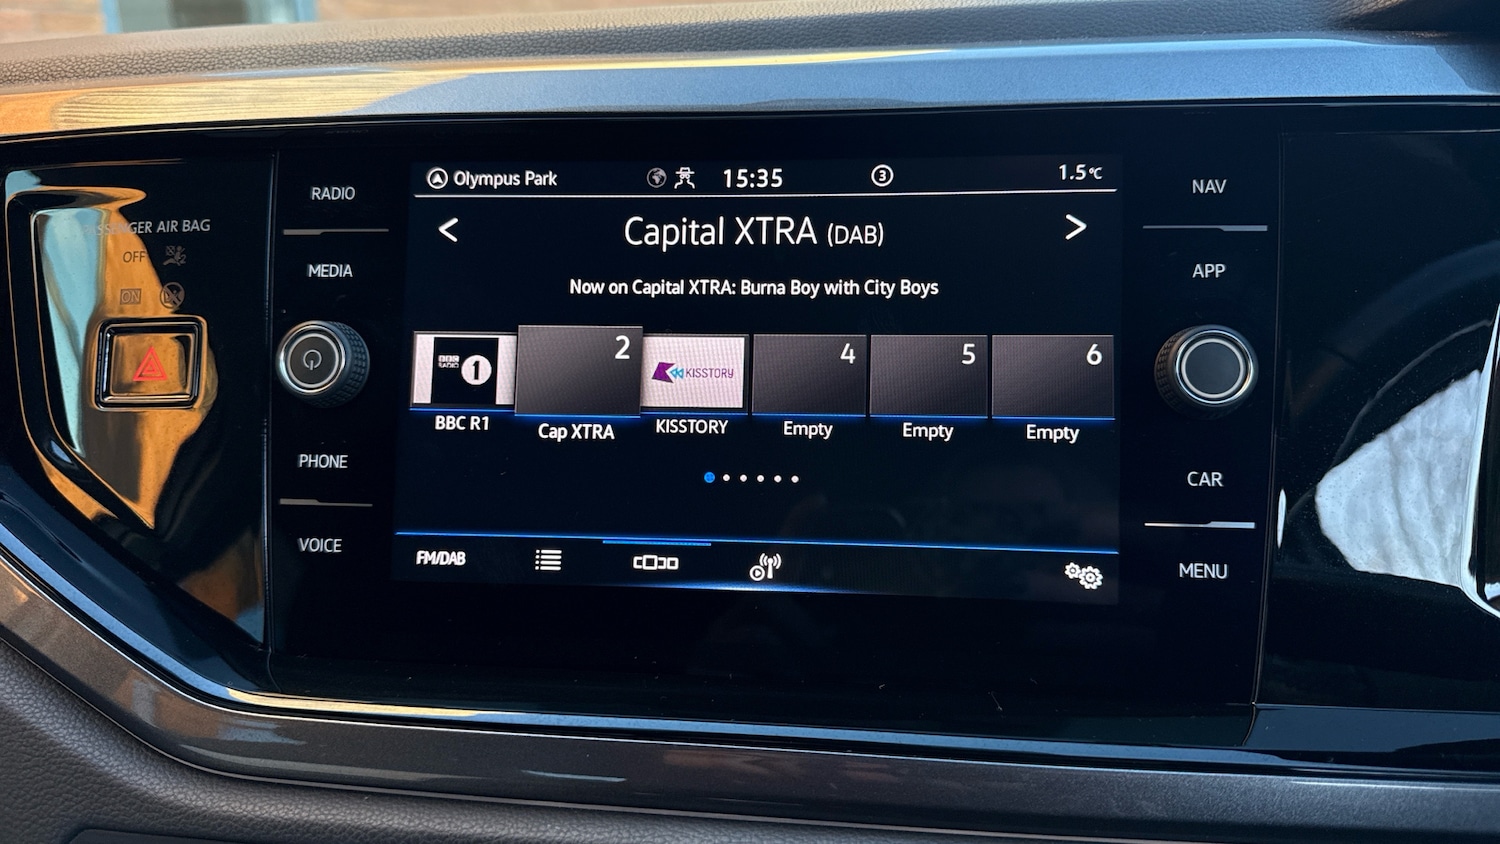 Olympus Park 15:35 3 1.5°C
Capital XTRA (DAB)
Now on Capital XTRA: Burna Boy with City Boys
BBC RADIO 1
2
KISSTORY
4
5
6
BBC R1
Cap XTRA
KISSTORY
Empty
Empty
Empty
FM/DAB
PASSENGER AIR BAG
OFF
ON
RADIO
MEDIA
PHONE
VOICE
NAV
APP
CAR
MENU